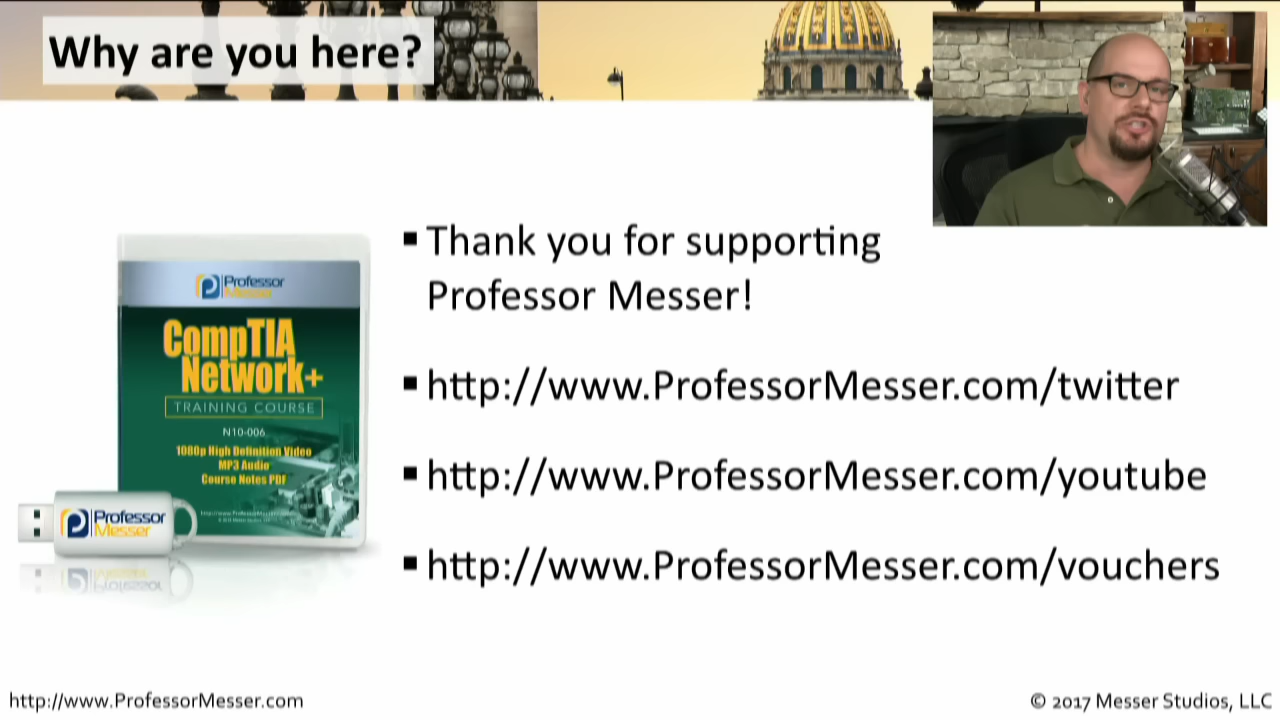 Why are you here?
Thank you for supporting
Professor Messer!
http://www.ProfessorMesser.com/twitter
http://www.ProfessorMesser.com/youtube
http://www.ProfessorMesser.com/vouchers
Professor
Messer
CompTIA
Network+
TRAINING COURSE
N10-006
1080p High Definition Video
MP3 Audio
Course Notes PDF
Professor
Messer
http://www.ProfessorMesser.com
© 2017 Messer Studios, LLC